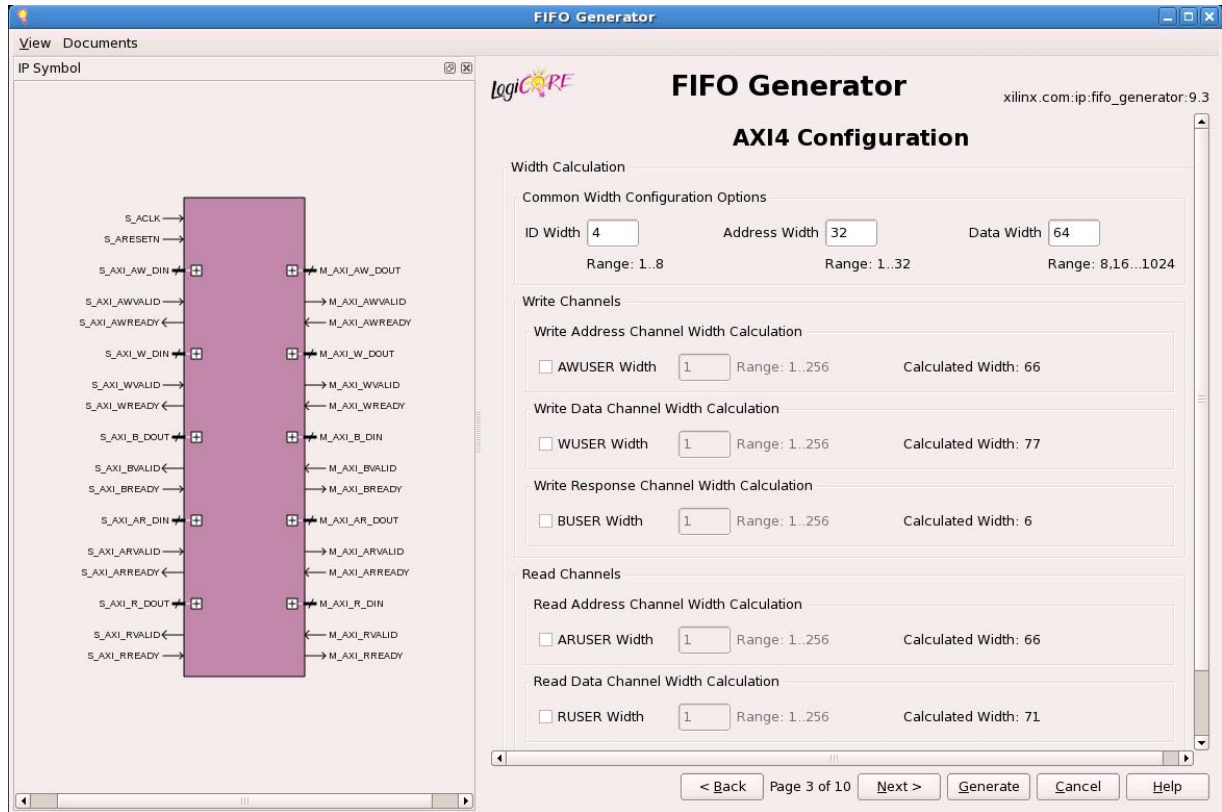 FIFO Generator
View Documents
IP Symbol
S_ACLK
S_ARESETN
S_AXI_AW_DIN M_AXI_AW_DOUT
S_AXI_AWVALID M_AXI_AWVALID
S_AXI_AWREADY M_AXI_AWREADY
S_AXI_W_DIN M_AXI_W_DOUT
S_AXI_WVALID M_AXI_WVALID
S_AXI_WREADY M_AXI_WREADY
S_AXI_B_DOUT M_AXI_B_DIN
S_AXI_BVALID M_AXI_BVALID
S_AXI_BREADY M_AXI_BREADY
S_AXI_AR_DIN M_AXI_AR_DOUT
S_AXI_ARVALID M_AXI_ARVALID
S_AXI_ARREADY M_AXI_ARREADY
S_AXI_R_DOUT M_AXI_R_DIN
S_AXI_RVALID M_AXI_RVALID
S_AXI_RREADY M_AXI_RREADY
logiCORE
FIFO Generator
xilinx.com:ip:fifo_generator:9.3
AXI4 Configuration
Width Calculation
Common Width Configuration Options
ID Width 4 Address Width 32 Data Width 64
Range: 1..8 Range: 1..32 Range: 8,16...1024
Write Channels
Write Address Channel Width Calculation
AWUSER Width 1 Range: 1..256 Calculated Width: 66
Write Data Channel Width Calculation
WUSER Width 1 Range: 1..256 Calculated Width: 77
Write Response Channel Width Calculation
BUSER Width 1 Range: 1..256 Calculated Width: 6
Read Channels
Read Address Channel Width Calculation
ARUSER Width 1 Range: 1..256 Calculated Width: 66
Read Data Channel Width Calculation
RUSER Width 1 Range: 1..256 Calculated Width: 71
< Back Page 3 of 10 Next > Generate Cancel Help